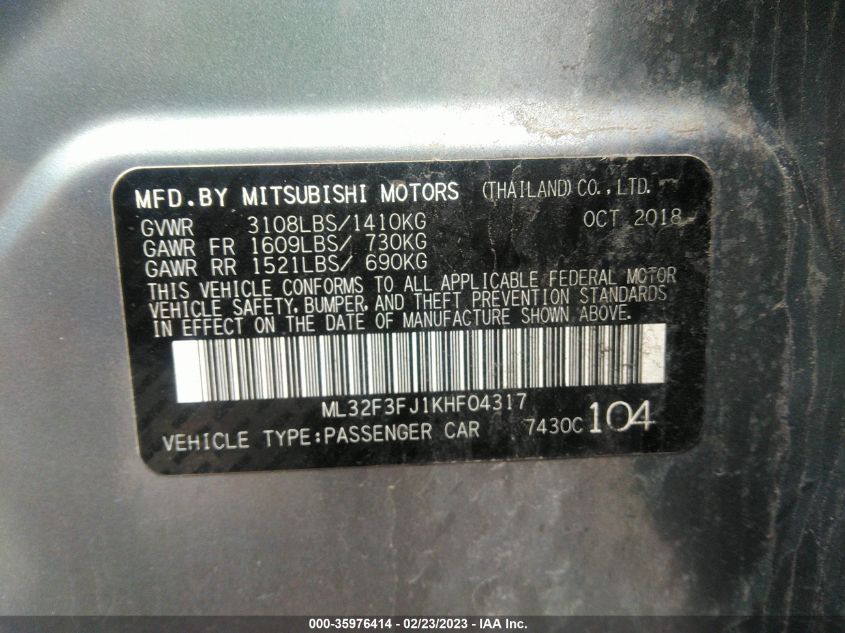 MFD.BY MITSUBISHI MOTORS (THAILAND) CO., LTD.
GVWR 3108LBS/1410KG OCT 2018
GAWR FR 1609LBS/ 730KG
GAWR RR 1521LBS/ 690KG
THIS VEHICLE CONFORMS TO ALL APPLICABLE FEDERAL MOTOR
VEHICLE SAFETY, BUMPER, AND THEFT PREVENTION STANDARDS
IN EFFECT ON THE DATE OF MANUFACTURE SHOWN ABOVE.
ML32F3FJ1KHF04317
VEHICLE TYPE:PASSENGER CAR 7430C 104
000-35976414 - 02/23/2023 - © IAA Inc.